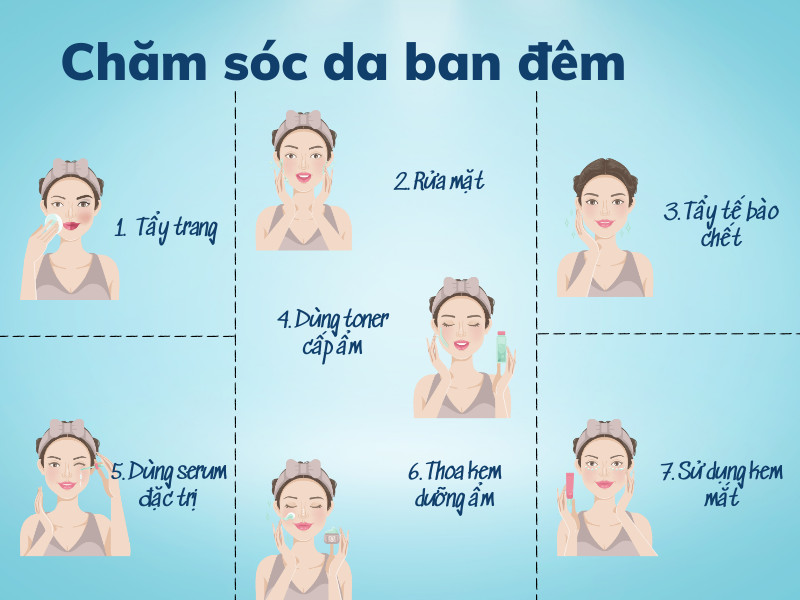 Chăm sóc da ban đêm
1. Tẩy trang
2. Rửa mặt
3. Tẩy tế bào
chết
4. Dùng toner
cấp ẩm
5. Dùng serum
đặc trị
6. Thoa kem
dưỡng ẩm
7. Sử dụng kem
mắt